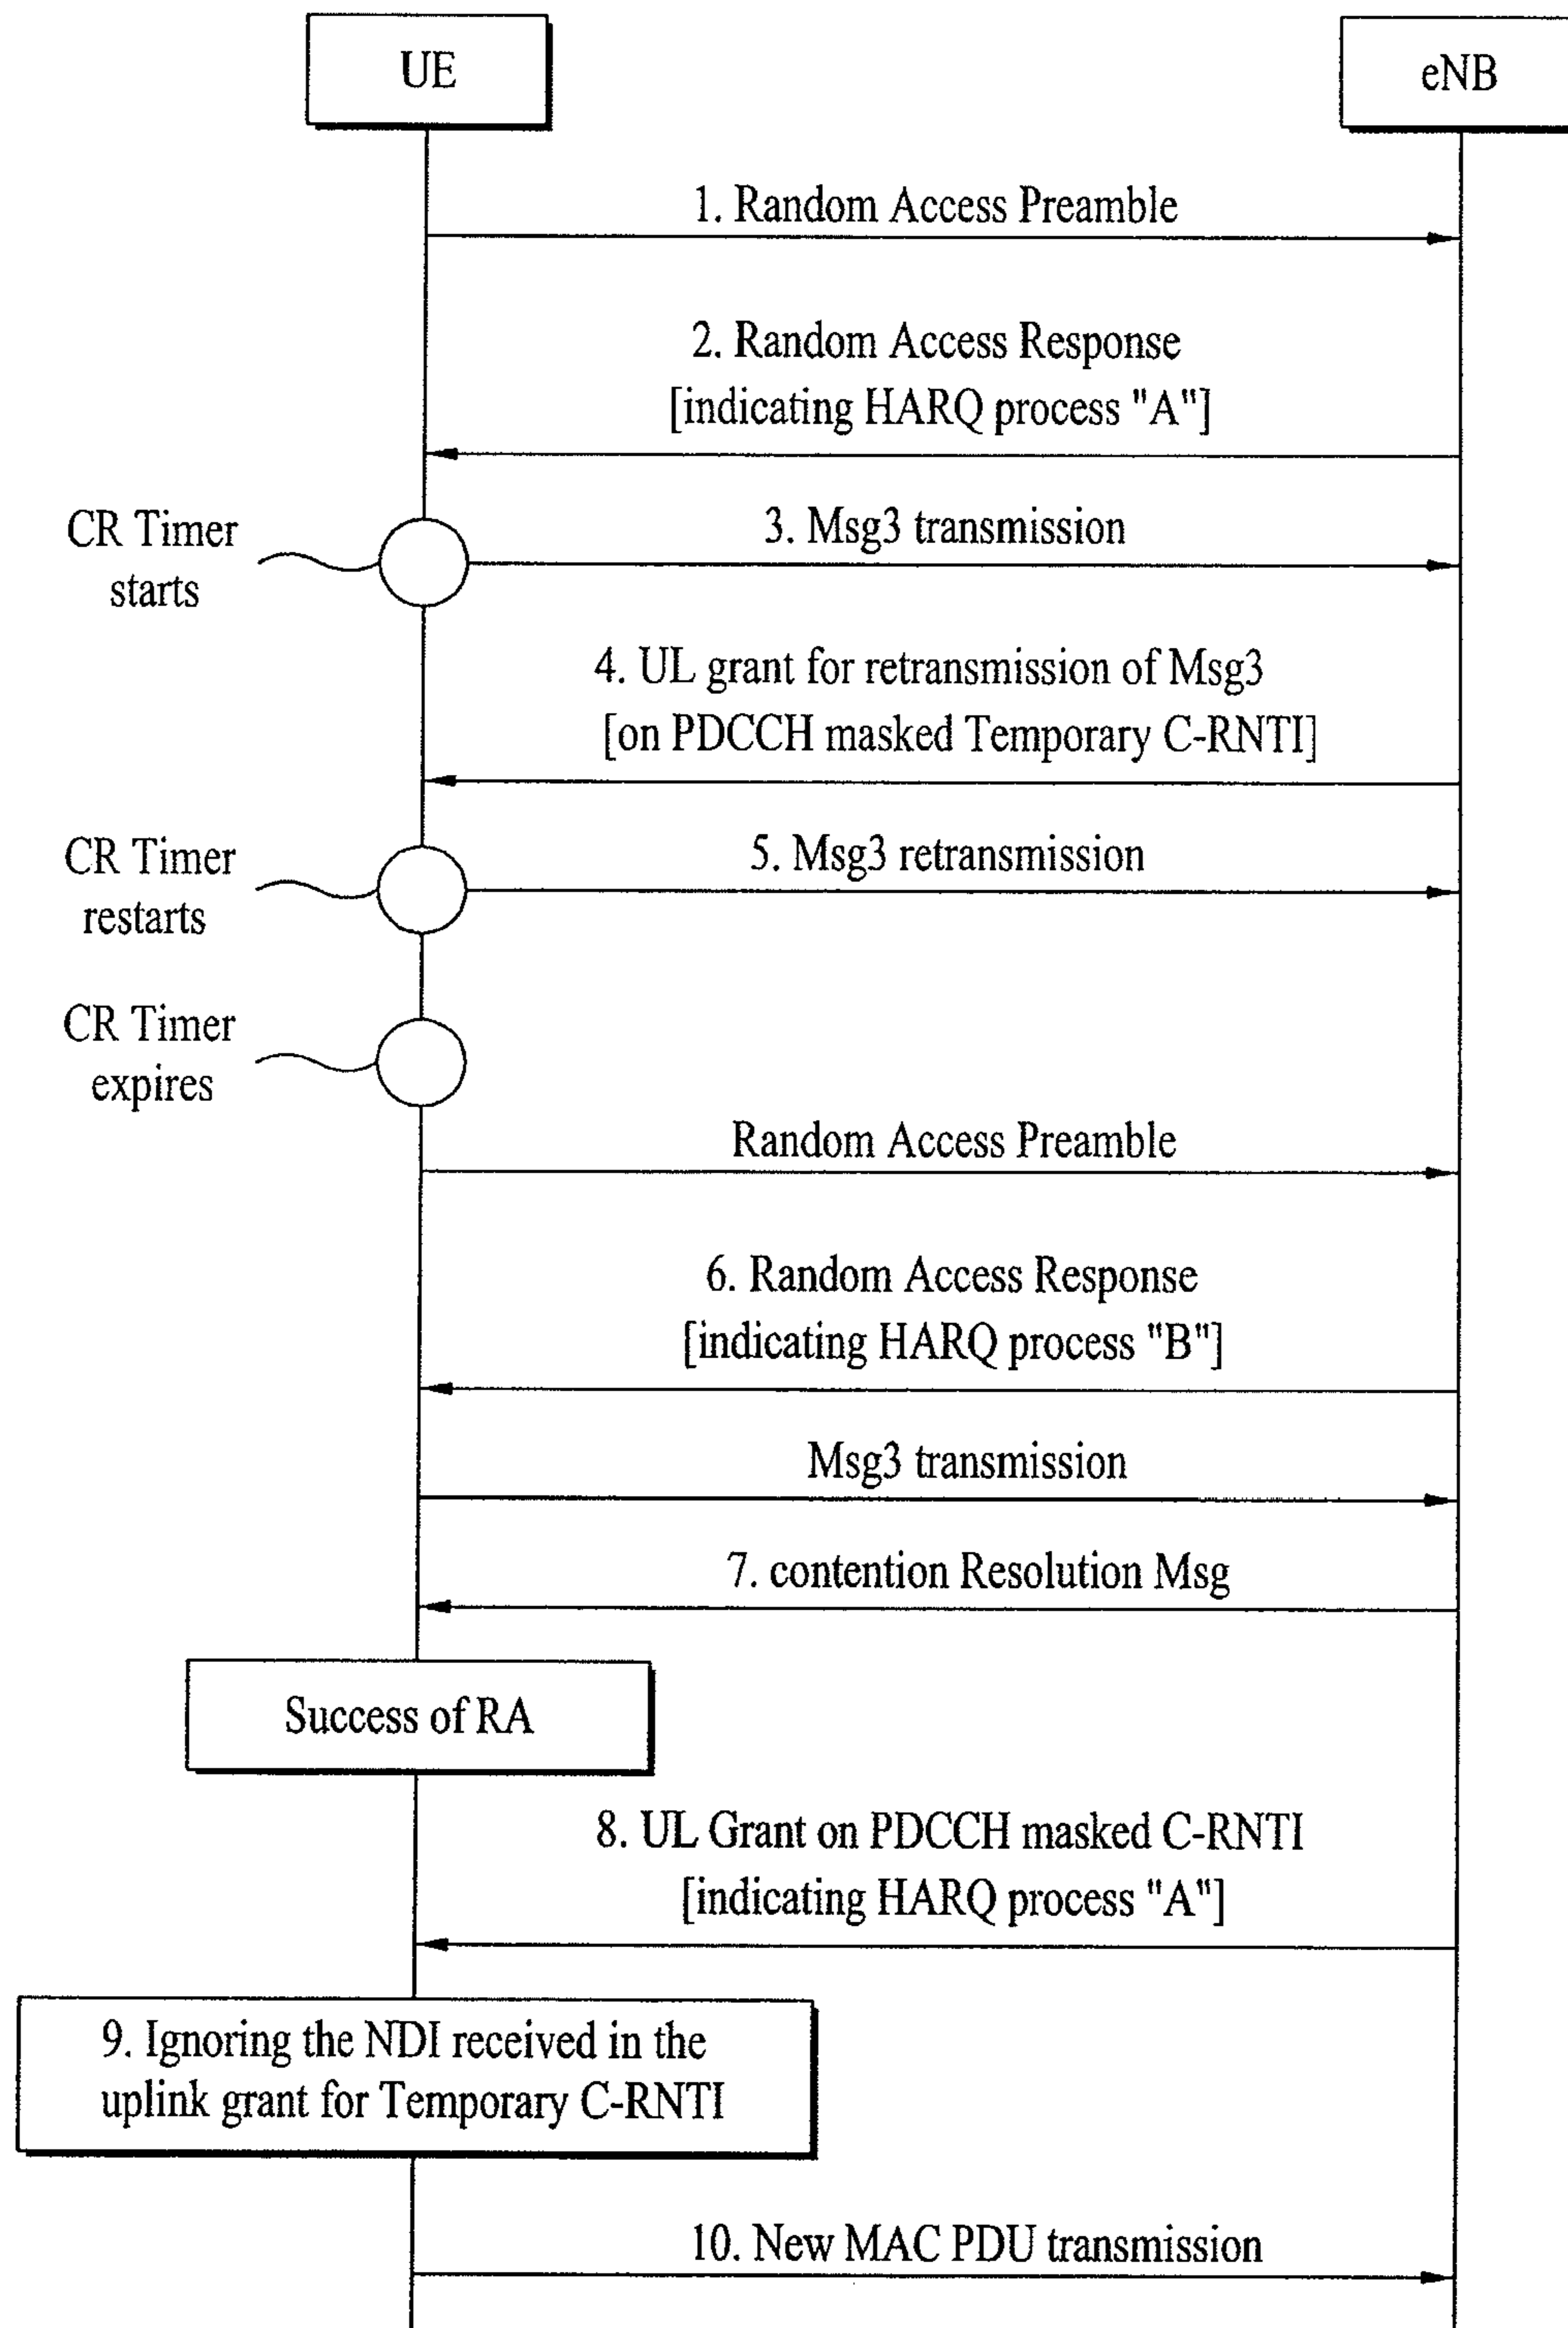 UE
eNB
1. Random Access Preamble
2. Random Access Response
[indicating HARQ process "A"]
CR Timer
starts
3. Msg3 transmission
4. UL grant for retransmission of Msg3
[on PDCCH masked Temporary C-RNTI]
CR Timer
restarts
5. Msg3 retransmission
CR Timer
expires
Random Access Preamble
6. Random Access Response
[indicating HARQ process "B"]
Msg3 transmission
7. contention Resolution Msg
Success of RA
8. UL Grant on PDCCH masked C-RNTI
[indicating HARQ process "A"]
9. Ignoring the NDI received in the
uplink grant for Temporary C-RNTI
10. New MAC PDU transmission